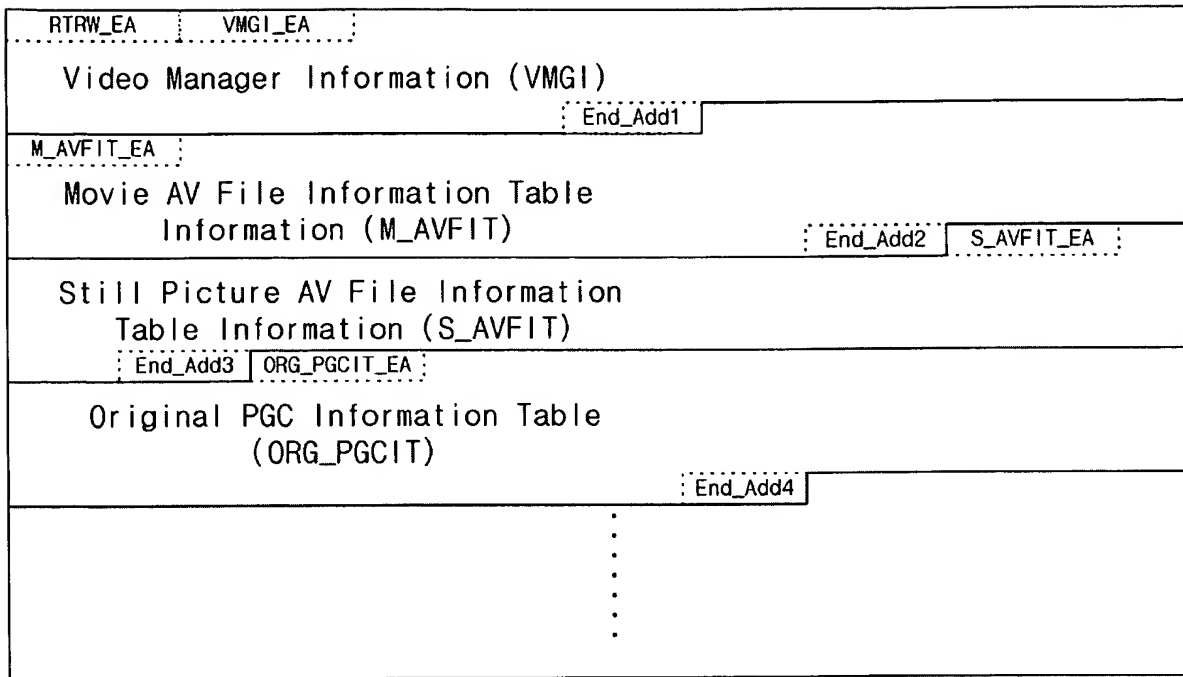 RTRW_EA VMGI_EA
Video Manager Information (VMGI)
End_Add1
M_AVFIT_EA
Movie AV File Information Table
Information (M_AVFIT)
End_Add2 S_AVFIT_EA
Still Picture AV File Information
Table Information (S_AVFIT)
End_Add3 ORG_PGCIT_EA
Original PGC Information Table
(ORG_PGCIT)
End_Add4